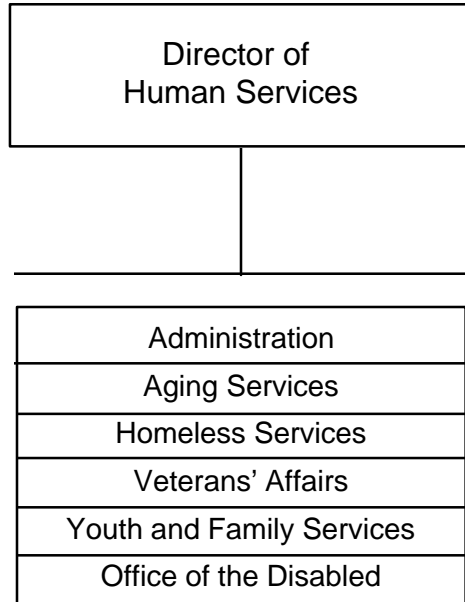 Director of
Human Services
Administration
Aging Services
Homeless Services
Veterans’ Affairs
Youth and Family Services
Office of the Disabled